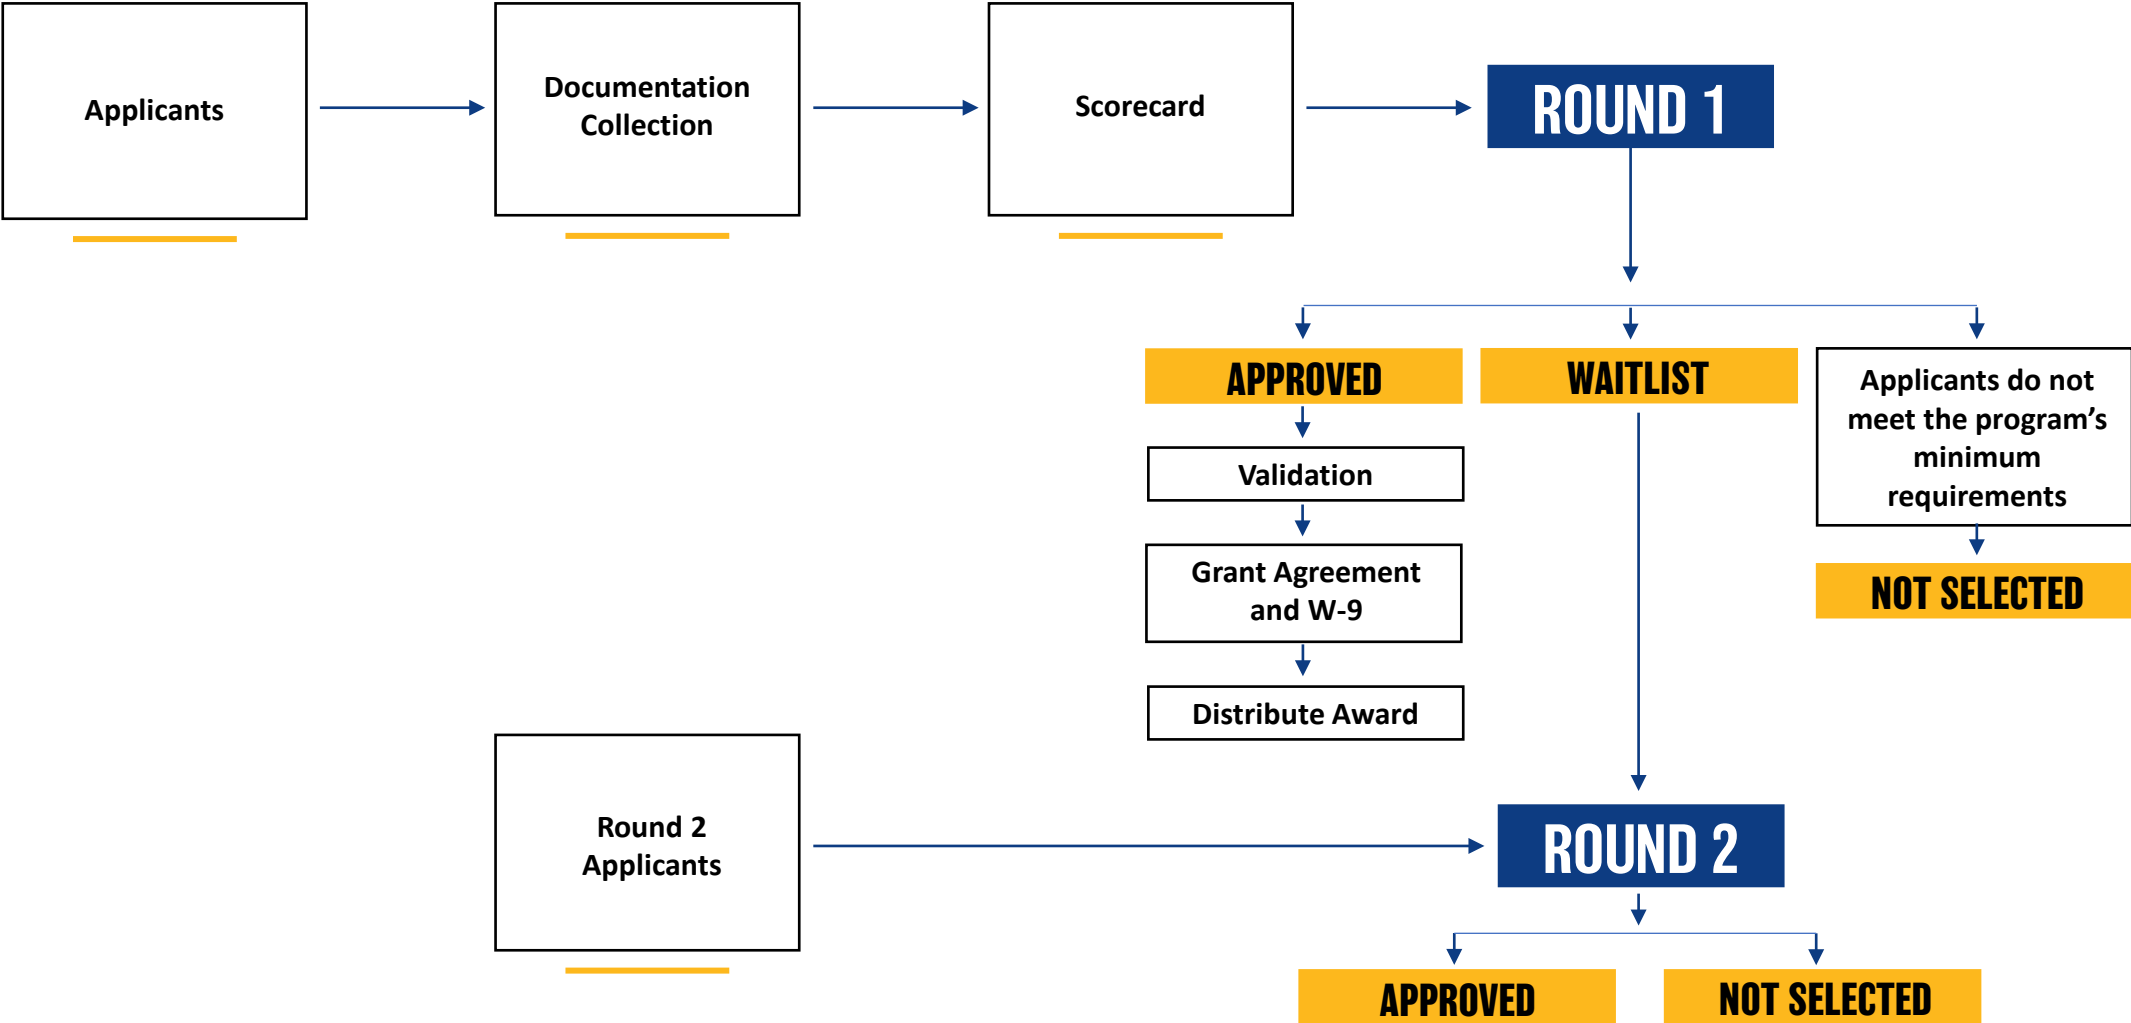 Applicants
Documentation
Collection
Scorecard
ROUND 1
APPROVED
WAITLIST
Applicants do not
meet the program’s
minimum
requirements
Validation
Grant Agreement
and W-9
Distribute Award
NOT SELECTED
Round 2
Applicants
ROUND 2
APPROVED
NOT SELECTED